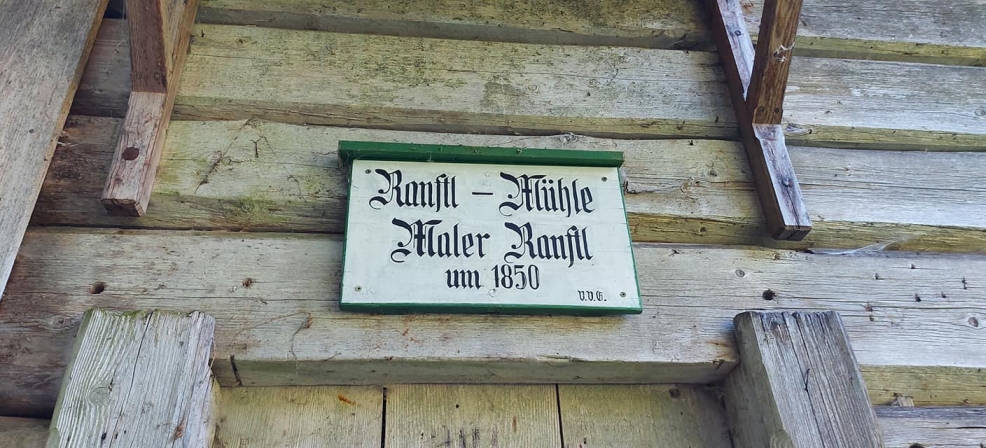 Ranftl – Mühle
Maler Ranftl
um 1850
V.V.G.